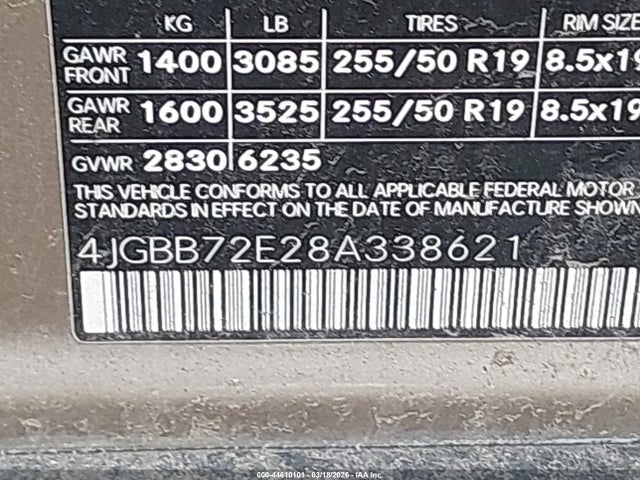 KG LB TIRES RIM SIZE
GAWR FRONT 1400 3085 255/50 R19 8.5x19
GAWR REAR 1600 3525 255/50 R19 8.5x19
GVWR 2830 6235
THIS VEHICLE CONFORMS TO ALL APPLICABLE FEDERAL MOTOR
STANDARDS IN EFFECT ON THE DATE OF MANUFACTURE SHOWN
4JGBB72E28A338621
000-44610101 - 03/18/2026 - IAA Inc.